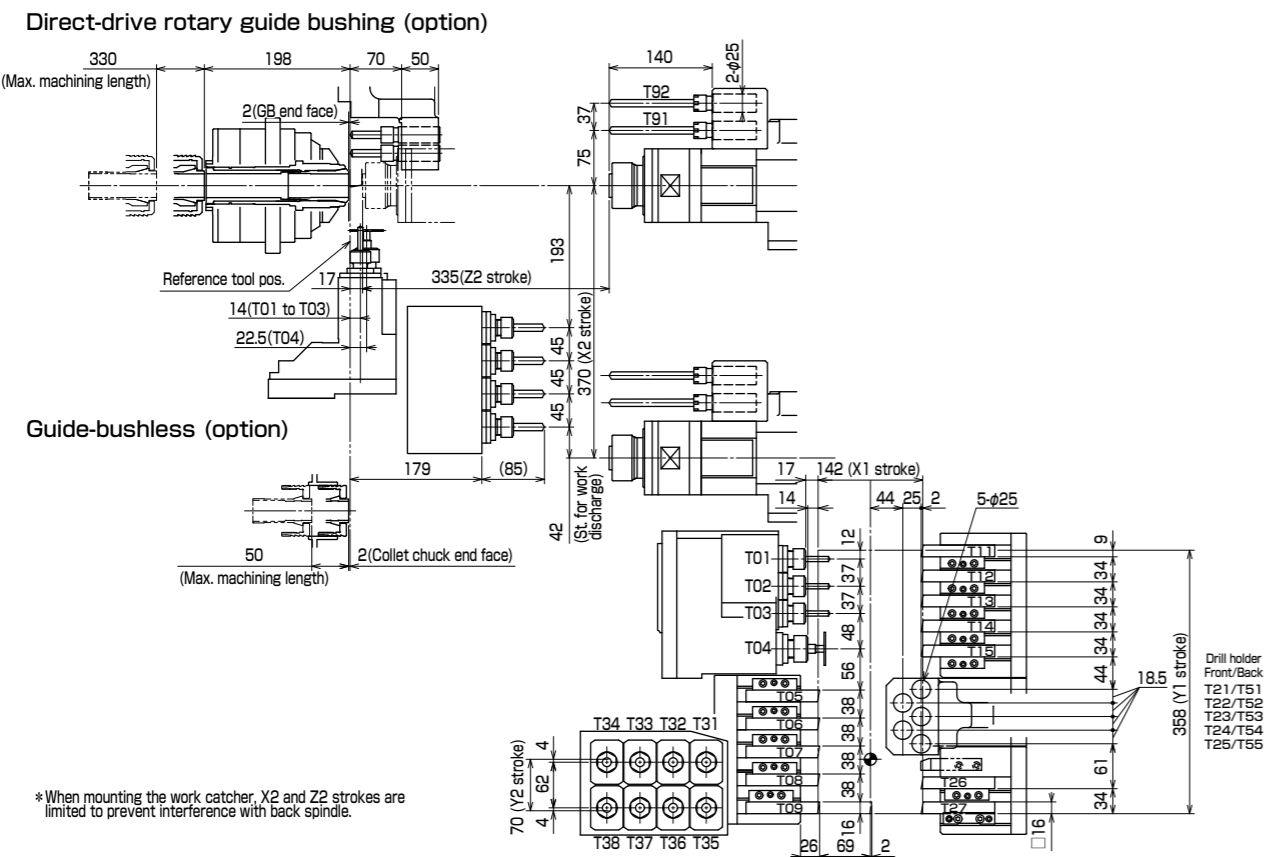 Direct-drive rotary guide bushing (option)
330
198
70
50
(Max. machining length)
2(GB end face)
140
2-φ25
T92
T91
37
75
193
Reference tool pos.
17
335(Z2 stroke)
14(T01 to T03)
22.5(T04)
45
45
45
370 (X2 stroke)
Guide-bushless (option)
179
(85)
42
(St. for work
discharge)
50
2(Collet chuck end face)
(Max. machining length)
17
142 (X1 stroke)
14
44
25
2
5-φ25
12
37
37
48
56
38
38
38
38
16
T01
T02
T03
T04
T05
T06
T07
T08
T09
26
69
2
T11
T12
T13
T14
T15
T26
T27
9
34
34
34
34
44
18.5
61
34
□16
358 (Y1 stroke)
Drill holder
Front/Back
T21/T51
T22/T52
T23/T53
T24/T54
T25/T55
T34 T33 T32 T31
4
62
4
70 (Y2 stroke)
T38 T37 T36 T35
*When mounting the work catcher, X2 and Z2 strokes are
limited to prevent interference with back spindle.